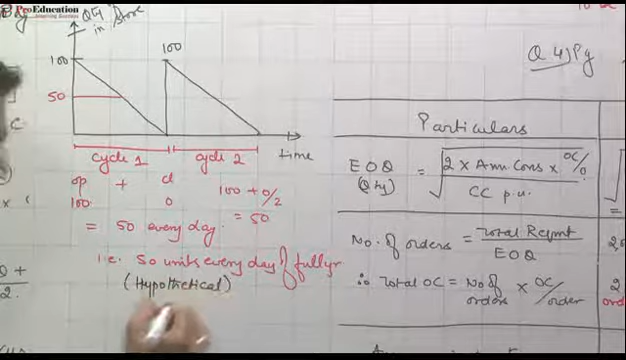 ProEducation
Inspiring Success
Qty
in Store
100
100
50
cycle 1
cycle 2
time
op + cl
100 0
100 + 0/2
= 50
= 50 every day.
i.e. 50 units every day of full yr
(Hypothetical)
Q 4) Pg
Particulars
EOQ = √2 x Ann. Cons x OC/O
(Qty) CC p.u.
No. of orders = Total Reqmt
EOQ
∴ Total OC = No of orders x OC/order